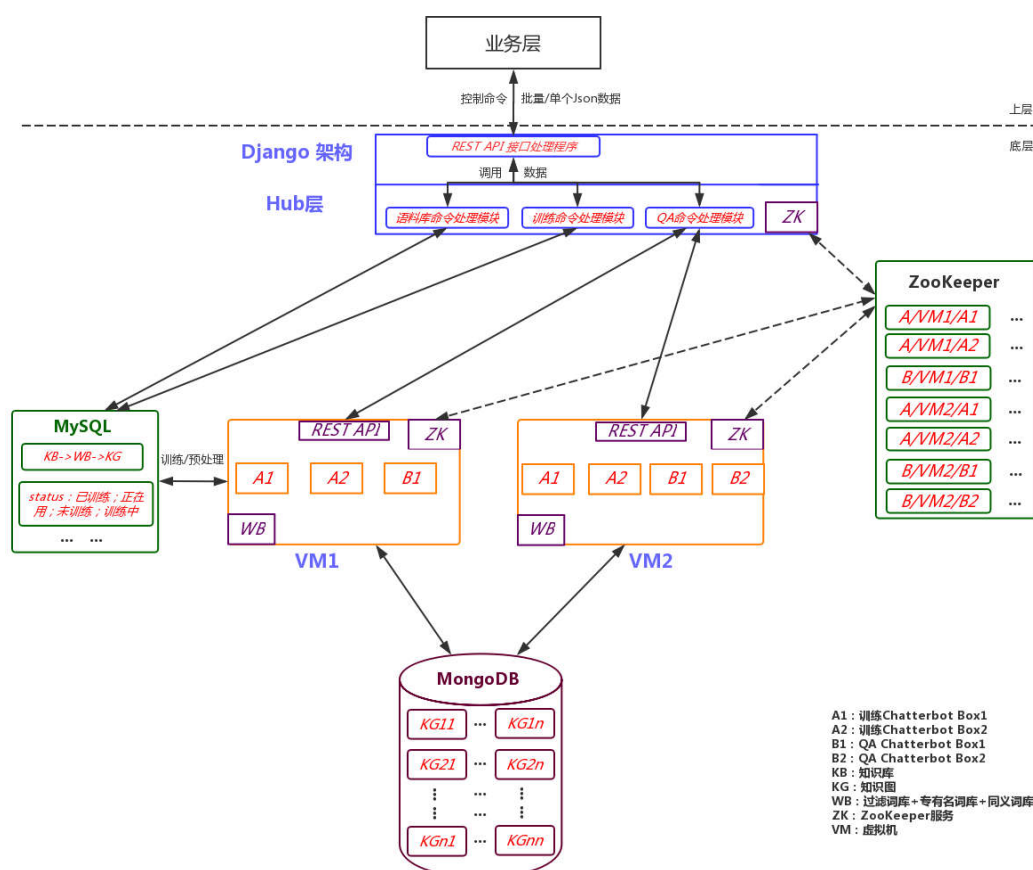 业务层
控制命令 批量/单个Json数据
上层
底层
Django 架构
REST API 接口处理程序
调用 数据
Hub层
语料库命令处理模块 训练命令处理模块 QA命令处理模块 ZK
ZooKeeper
A/VM1/A1 ...
A/VM1/A2 ...
B/VM1/B1 ...
A/VM2/A1 ...
A/VM2/A2 ...
B/VM2/B1 ...
B/VM2/B2 ...
MySQL
KB->WB->KG
status：已训练；正在
用；未训练；训练中
... ...
训练/预处理
REST API ZK
A1 A2 B1
WB
VM1
REST API ZK
A1 A2 B1 B2
WB
VM2
MongoDB
KG11 ... KG1n
KG21 ... KG2n
KGn1 ... KGnn
A1：训练Chatterbot Box1
A2：训练Chatterbot Box2
B1：QA Chatterbot Box1
B2：QA Chatterbot Box2
KB：知识库
KG：知识图
WB：过滤词库+专有名词库+同义词库
ZK：ZooKeeper服务
VM：虚拟机